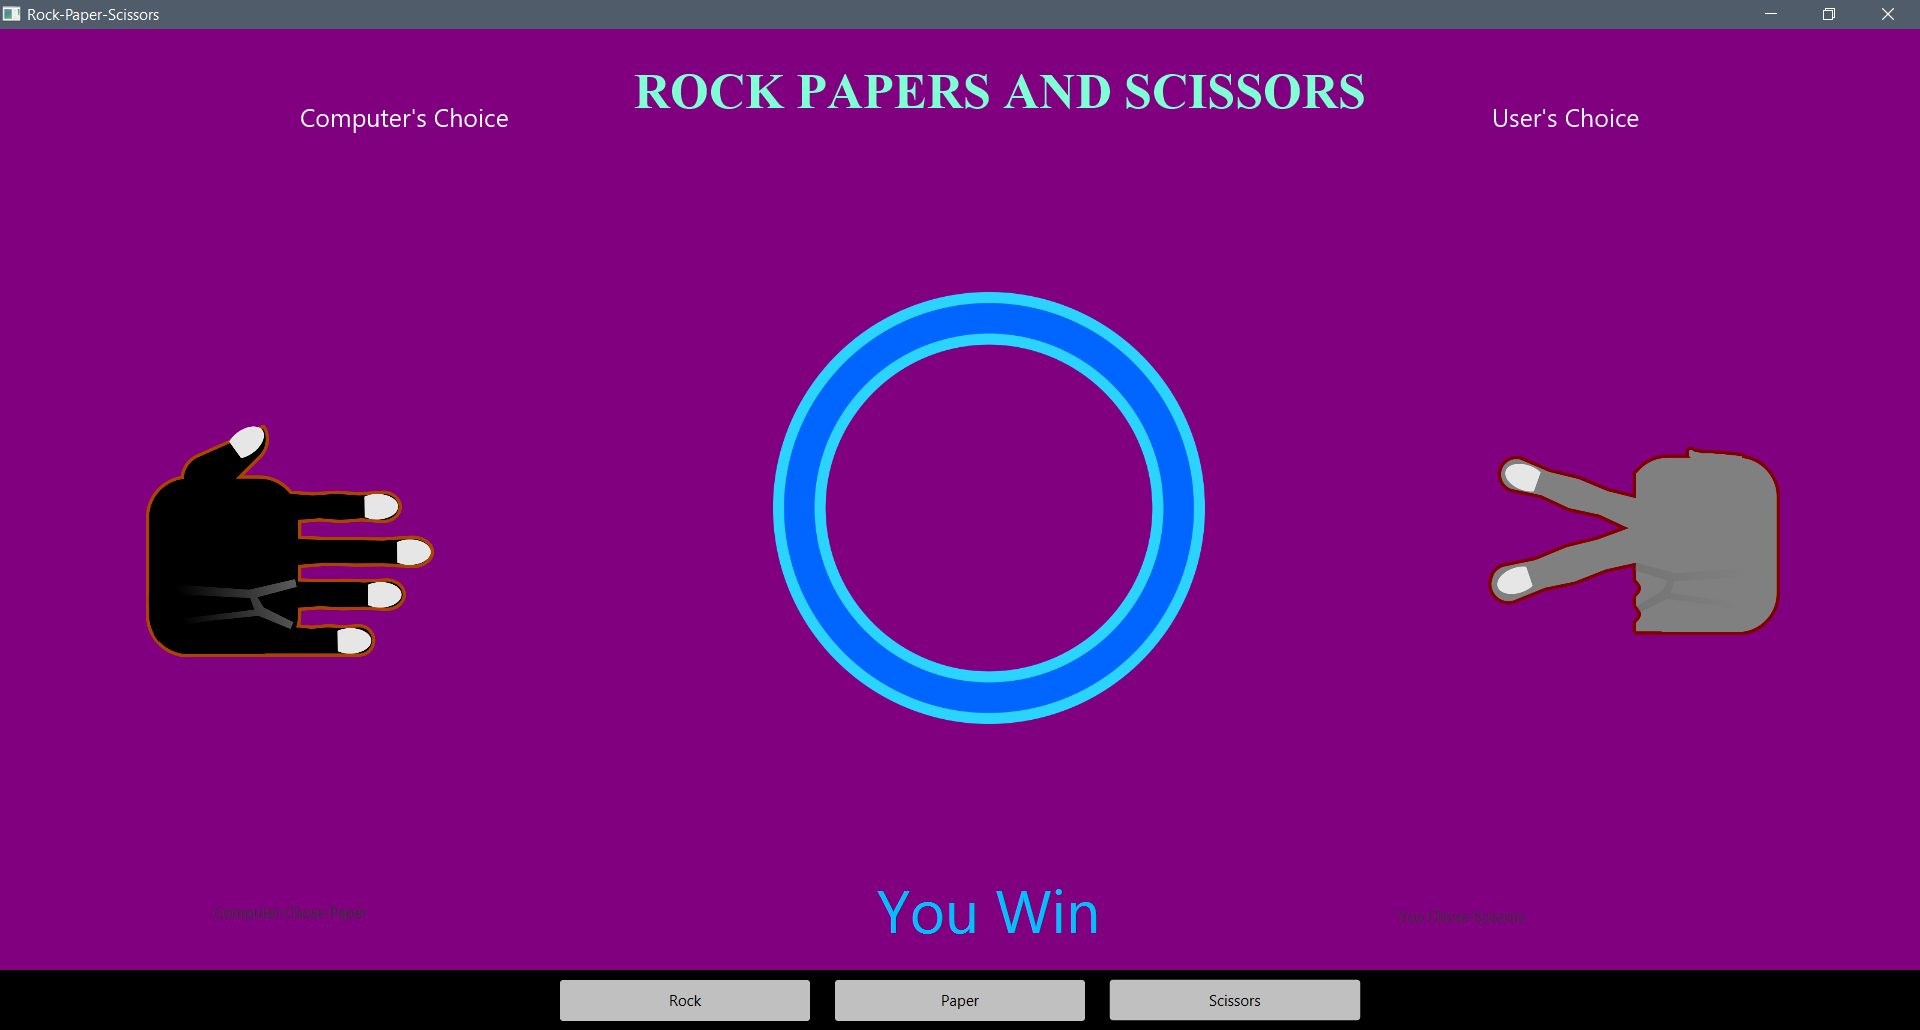 Rock-Paper-Scissors
ROCK PAPERS AND SCISSORS
Computer's Choice
User's Choice
You Win
Computer Chose Paper
You Chose Scissors
Rock
Paper
Scissors